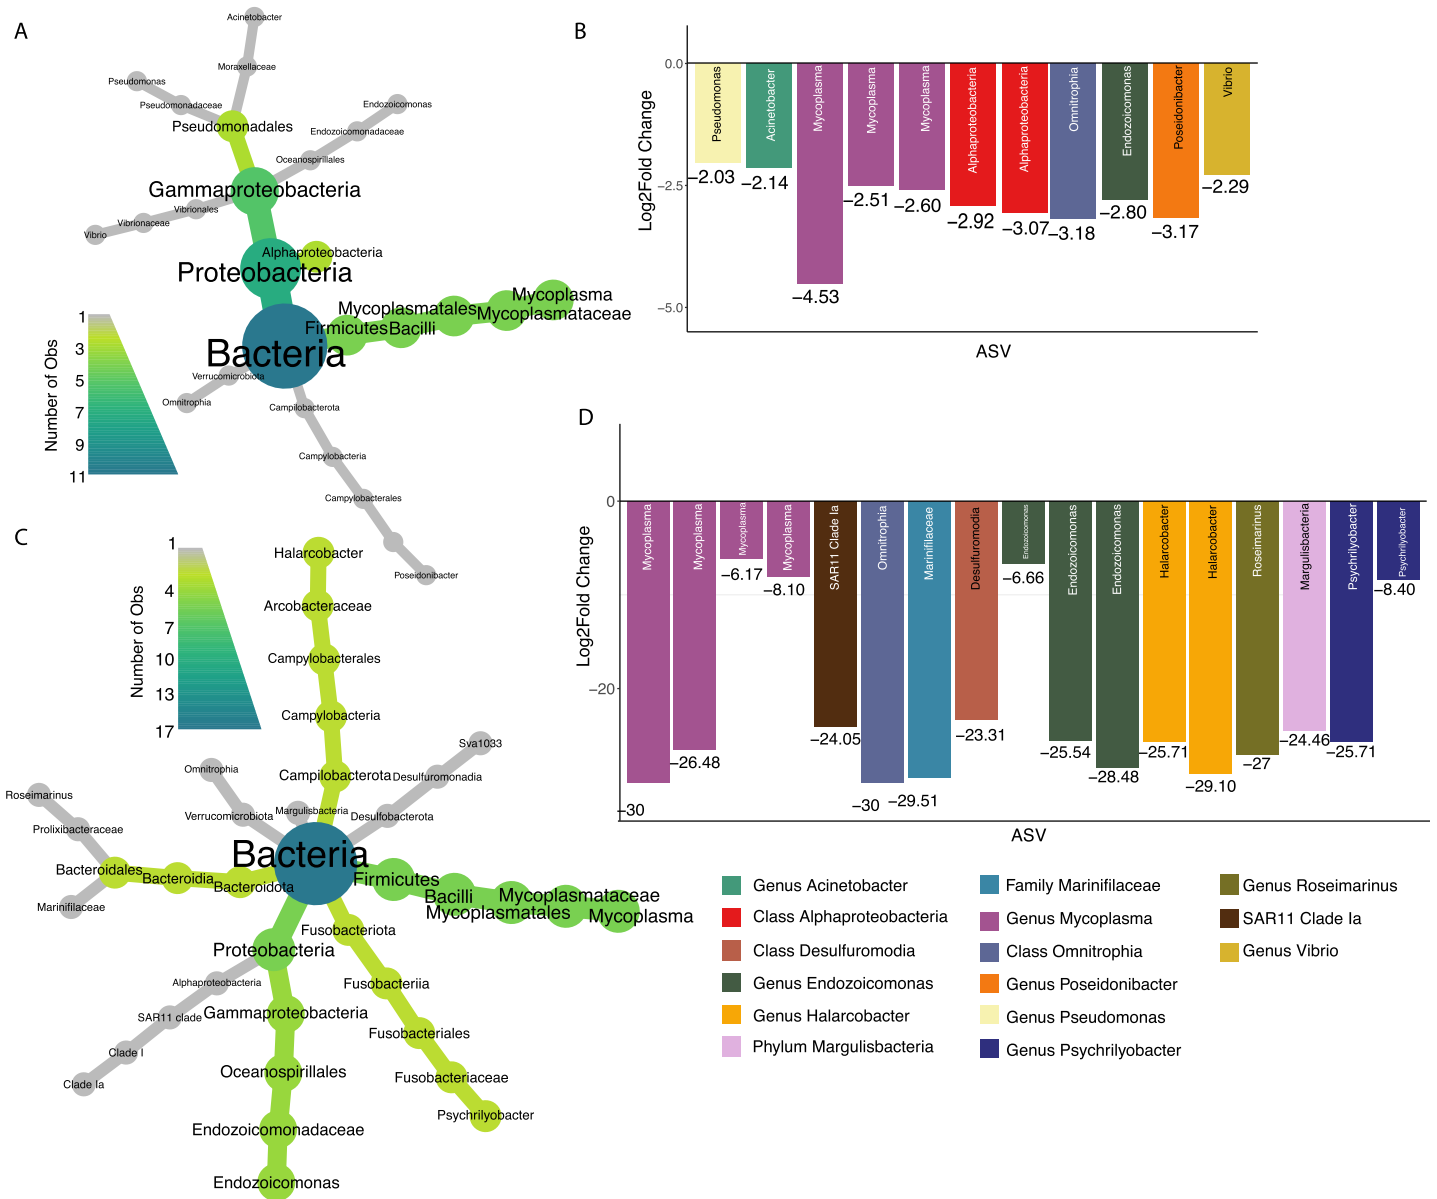 A
Acinetobacter
Moraxellaceae
Pseudomonas
Pseudomonadaceae
Pseudomonadales
Endozoicomonas
Endozoicomonadaceae
Oceanospirillales
Gammaproteobacteria
Vibrionales
Vibrionaceae
Vibrio
Alphaproteobacteria
Proteobacteria
Mycoplasma
Mycoplasmatales
Mycoplasmataceae
Firmicutes
Bacilli
Bacteria
Verrucomicrobiota
Omnitrophia
Campilobacterota
Campylobacteria
Campylobacterales
Poseidonibacter
Number of Obs
1
3
5
7
9
11
B
Log2Fold Change
0.0
−2.5
−5.0
Pseudomonas
Acinetobacter
Mycoplasma
Mycoplasma
Mycoplasma
Alphaproteobacteria
Alphaproteobacteria
Omnitrophia
Endozoicomonas
Poseidonibacter
Vibrio
−2.03
−2.14
−4.53
−2.51
−2.60
−2.92
−3.07
−3.18
−2.80
−3.17
−2.29
ASV
C
Number of Obs
1
4
7
10
13
17
Halarcobacter
Arcobacteraceae
Campylobacterales
Campylobacteria
Campilobacterota
Sva1033
Desulfuromonadia
Desulfobacterota
Omnitrophia
Verrucomicrobiota
Margulisbacteria
Roseimarinus
Prolixibacteraceae
Bacteroidales
Bacteroidia
Bacteroidota
Marinifilaceae
Bacteria
Firmicutes
Bacilli
Mycoplasmatales
Mycoplasmataceae
Mycoplasma
Fusobacteriota
Fusobacteriia
Fusobacteriales
Fusobacteriaceae
Psychrilyobacter
Proteobacteria
Alphaproteobacteria
SAR11 clade
Clade I
Clade Ia
Gammaproteobacteria
Oceanospirillales
Endozoicomonadaceae
Endozoicomonas
D
Log2Fold Change
0
−20
Mycoplasma
Mycoplasma
Mycoplasma
Mycoplasma
SAR11 Clade Ia
Omnitrophia
Marinifilaceae
Desulfuromodia
Endozoicomonas
Endozoicomonas
Endozoicomonas
Halarcobacter
Halarcobacter
Roseimarinus
Margulisbacteria
Psychrilyobacter
Psychrilyobacter
−30
−26.48
−6.17
−8.10
−24.05
−30
−29.51
−23.31
−6.66
−25.54
−28.48
−25.71
−29.10
−27
−24.46
−25.71
−8.40
ASV
Genus Acinetobacter
Class Alphaproteobacteria
Class Desulfuromodia
Genus Endozoicomonas
Genus Halarcobacter
Phylum Margulisbacteria
Family Marinifilaceae
Genus Mycoplasma
Class Omnitrophia
Genus Poseidonibacter
Genus Pseudomonas
Genus Psychrilyobacter
Genus Roseimarinus
SAR11 Clade Ia
Genus Vibrio